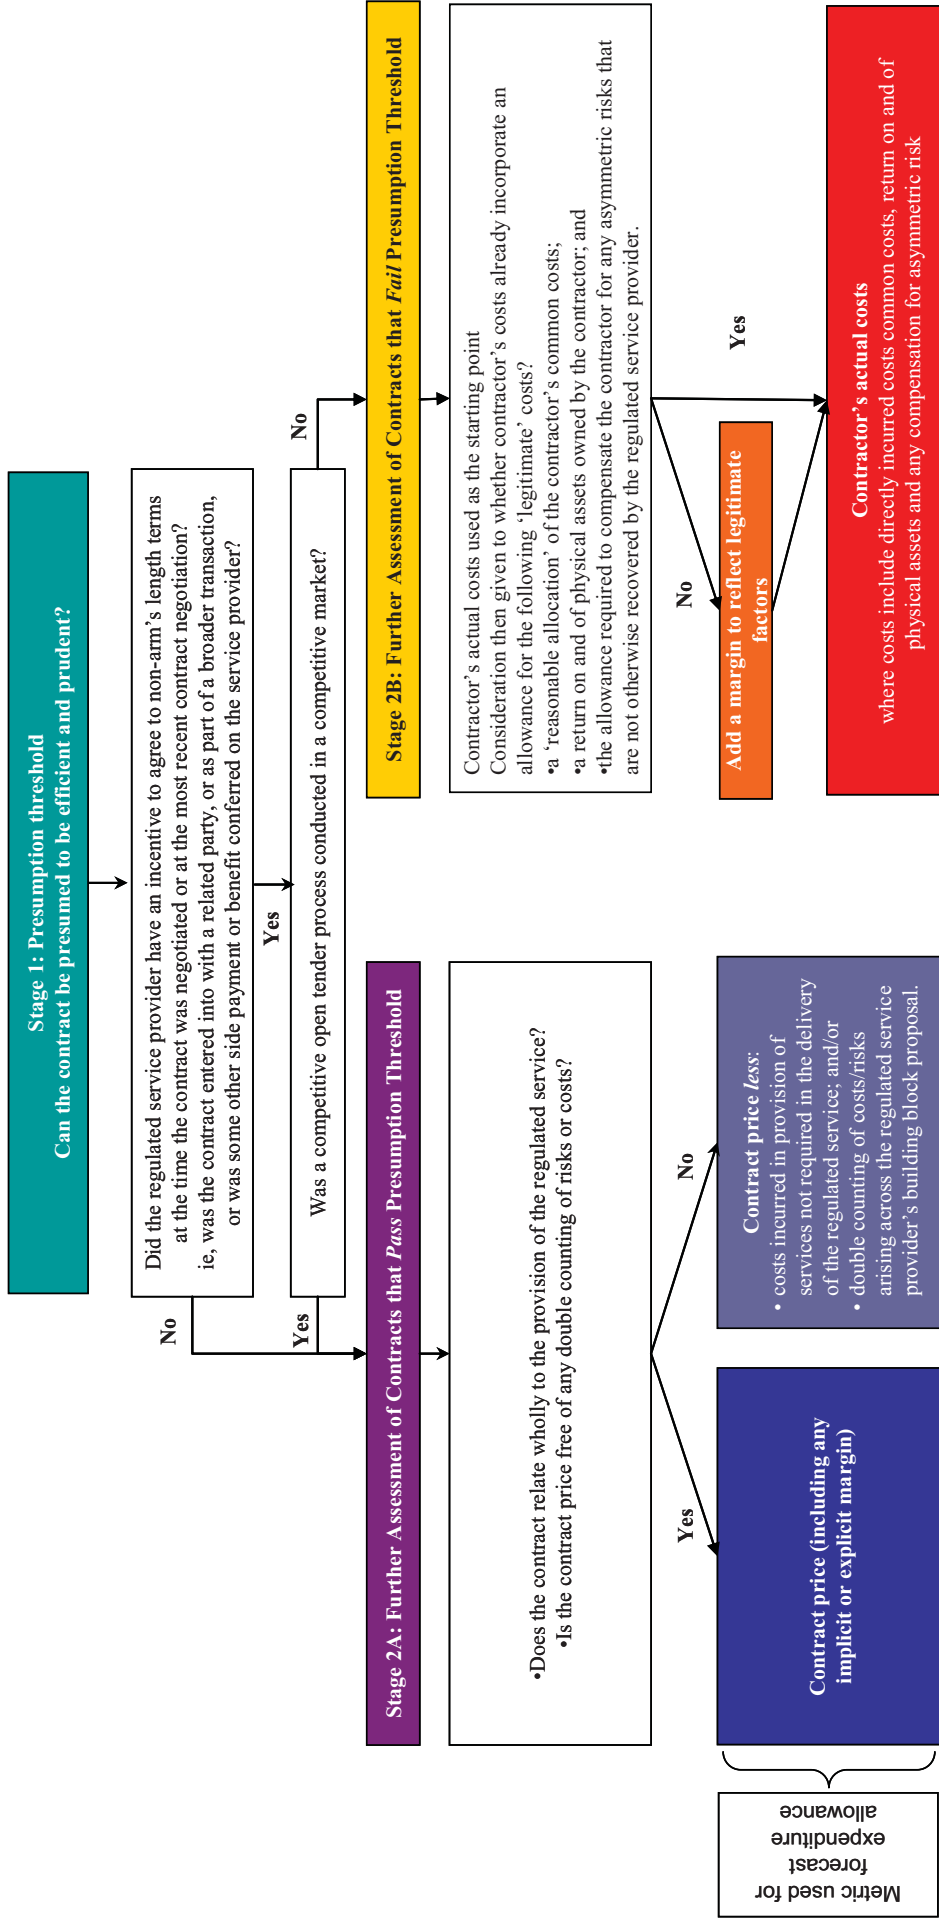 Stage 1: Presumption threshold
Can the contract be presumed to be efficient and prudent?
Did the regulated service provider have an incentive to agree to non-arm’s length terms
at the time the contract was negotiated or at the most recent contract negotiation?
ie, was the contract entered into with a related party, or as part of a broader transaction,
or was some other side payment or benefit conferred on the service provider?
No
Yes
Was a competitive open tender process conducted in a competitive market?
Yes
No
Stage 2A: Further Assessment of Contracts that Pass Presumption Threshold
•Does the contract relate wholly to the provision of the regulated service?
•Is the contract price free of any double counting of risks or costs?
Yes
No
Stage 2B: Further Assessment of Contracts that Fail Presumption Threshold
Contractor’s actual costs used as the starting point
Consideration then given to whether contractor’s costs already incorporate an
allowance for the following ‘legitimate’ costs?
•a ‘reasonable allocation’ of the contractor’s common costs;
•a return on and of physical assets owned by the contractor; and
•the allowance required to compensate the contractor for any asymmetric risks that
are not otherwise recovered by the regulated service provider.
No
Yes
Add a margin to reflect legitimate
factors
Metric used for
forecast
expenditure
allowance
Contract price (including any
implicit or explicit margin)
Contract price less:
• costs incurred in provision of
services not required in the delivery
of the regulated service; and/or
• double counting of costs/risks
arising across the regulated service
provider’s building block proposal.
Contractor’s actual costs
where costs include directly incurred costs common costs, return on and of
physical assets and any compensation for asymmetric risk